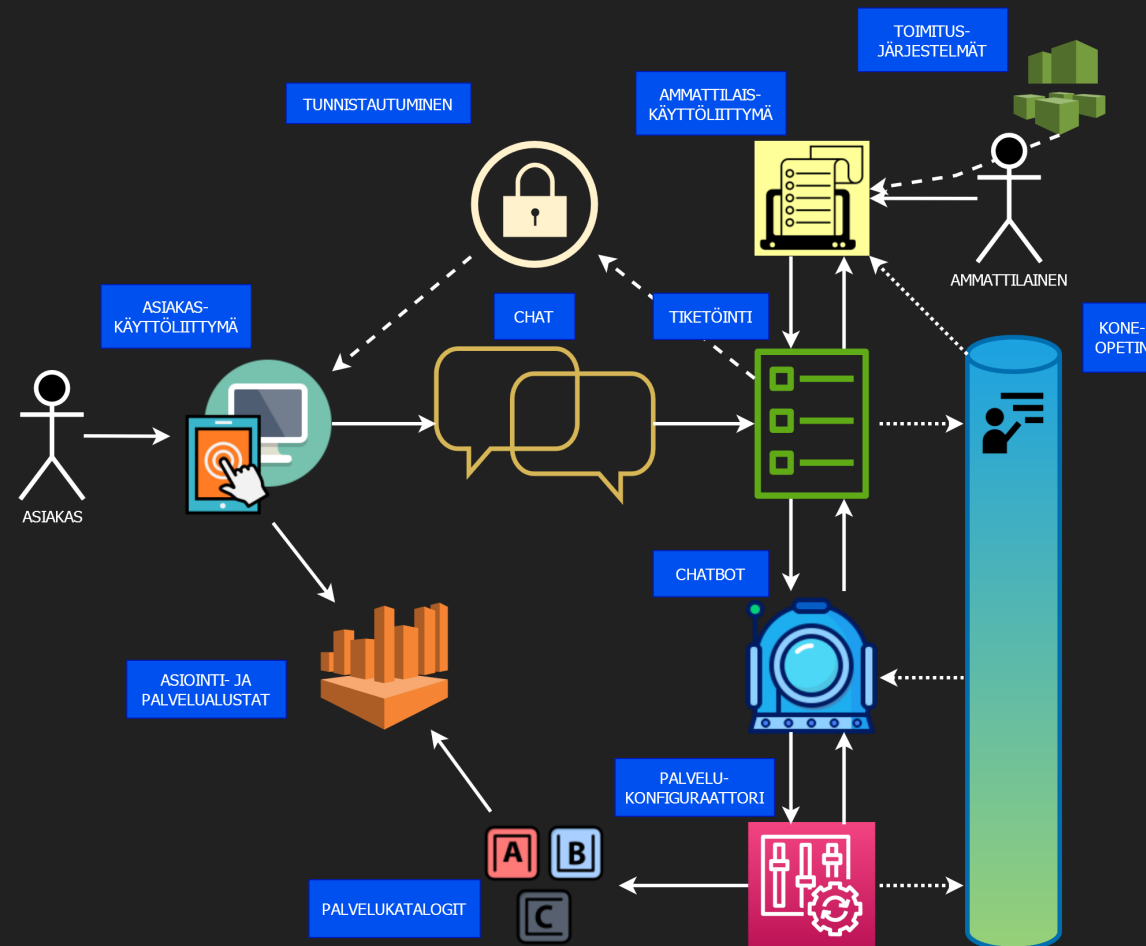 TOIMITUS-
JÄRJESTELMÄT
TUNNISTAUTUMINEN
AMMATTILAIS-
KÄYTTÖLIITTYMÄ
AMMATTILAINEN
ASIAKAS-
KÄYTTÖLIITTYMÄ
CHAT
TIKETÖINTI
KONE-
OPETIN
ASIAKAS
CHATBOT
ASIOINTI- JA
PALVELUALUSTAT
PALVELU-
KONFIGURAATTORI
A
B
PALVELUKATALOGIT
C